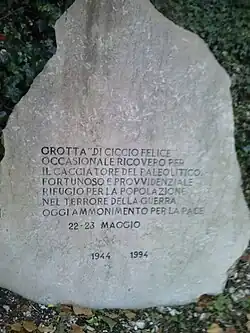 GROTTA "DI CICCIO FELICE
OCCASIONALE RICOVERO PER
IL CACCIATORE DEL PALEOLITICO.
FORTUNOSO E PROVVIDENZIALE
RIFUGIO PER LA POPOLAZIONE
NEL TERRORE DELLA GUERRA.
OGGI AMMONIMENTO PER LA PACE
22-23 MAGGIO
1944 1994